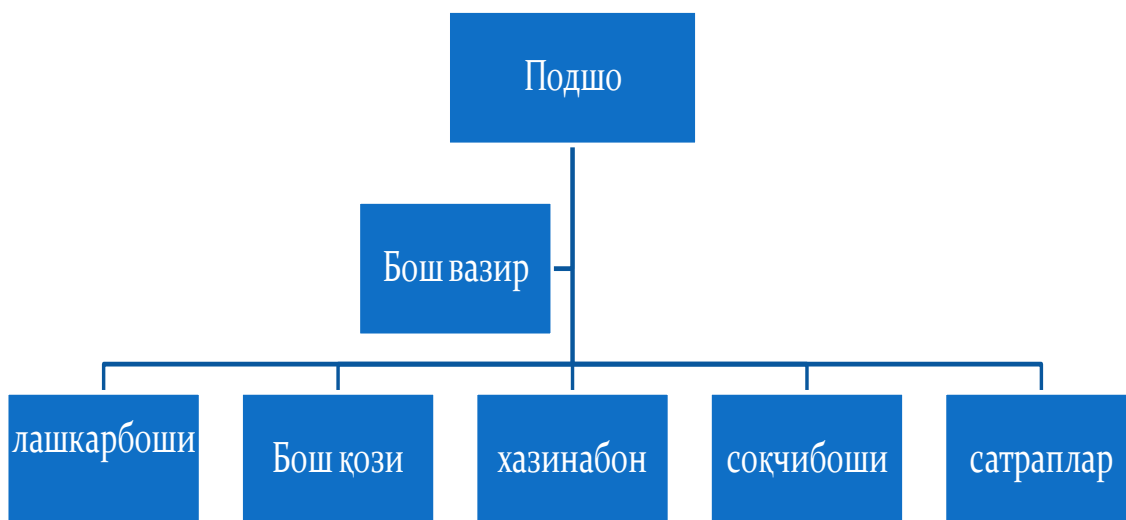 Подшо
Бош вазир
лашкарбоши
Бош қози
хазинабон
соқчибоши
сатраплар